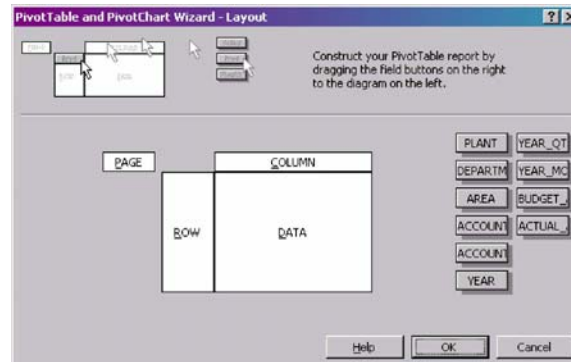 PivotTable and PivotChart Wizard - Layout
Construct your PivotTable report by
dragging the field buttons on the right
to the diagram on the left.
PAGE
COLUMN
ROW
DATA
PLANT
YEAR_QT
DEPARTM
YEAR_MO
AREA
BUDGET_
ACCOUNT
ACTUAL_
ACCOUNT
YEAR
Help
OK
Cancel